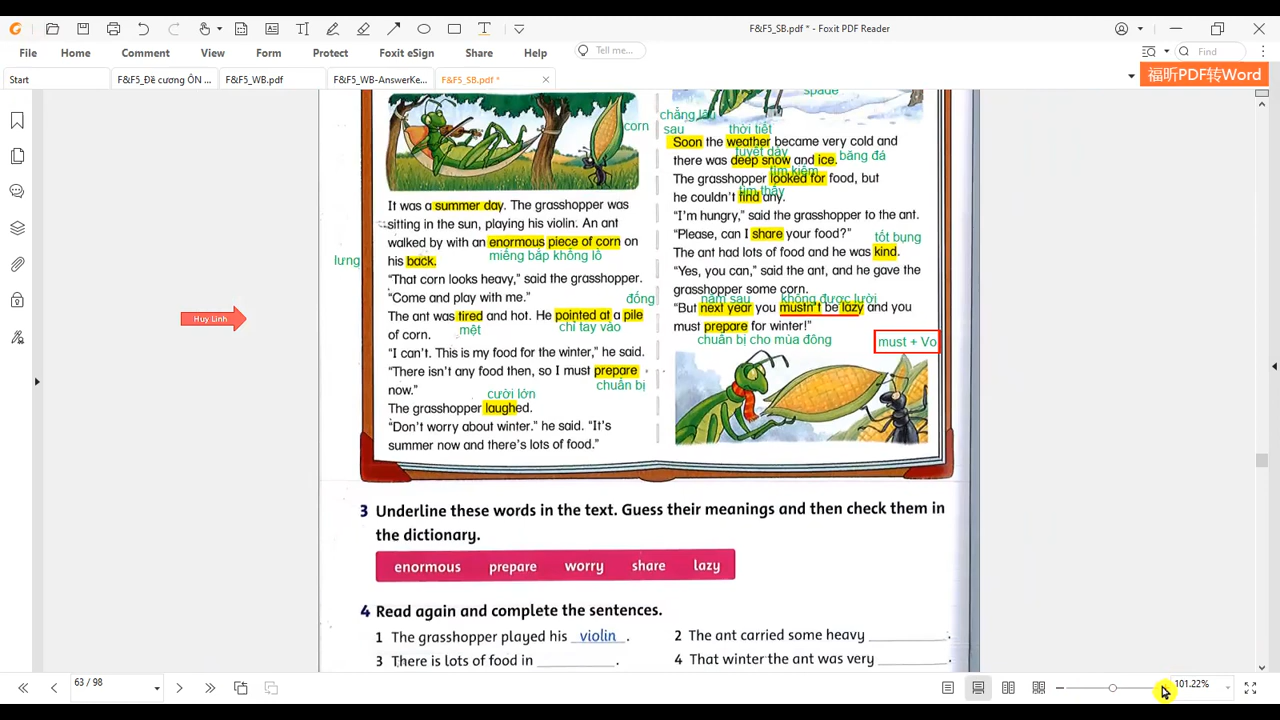 F&F5_SB.pdf * - Foxit PDF Reader
File Home Comment View Form Protect Foxit eSign Share Help Tell me... Find
Start F&F5_Đề cương ÔN ... F&F5_WB.pdf F&F5_WB-AnswerKe... F&F5_SB.pdf *
福昕PDF转Word
corn
It was a summer day. The grasshopper was
sitting in the sun, playing his violin. An ant
walked by with an enormous piece of corn on
lưng
his back.
miếng bắp khổng lồ
"That corn looks heavy," said the grasshopper.
"Come and play with me."
đống
The ant was tired and hot. He pointed at a pile
mệt
chỉ tay vào
of corn.
"I can't. This is my food for the winter," he said.
"There isn't any food then, so I must prepare
chuẩn bị
now."
cười lớn
The grasshopper laughed.
"Don't worry about winter." he said. "It's
summer now and there's lots of food."
Huy Linh
spade
chẳng lâu
sau
thời tiết
Soon the weather became very cold and
tuyết dày
there was deep snow and ice.
băng đá
tìm kiếm
The grasshopper looked for food, but
tìm thấy
he couldn't find any.
"I'm hungry," said the grasshopper to the ant.
"Please, can I share your food?"
tốt bụng
The ant had lots of food and he was kind.
"Yes, you can," said the ant, and he gave the
grasshopper some corn.
năm sau
không được lười
"But next year you mustn't be lazy and you
must prepare for winter!"
chuẩn bị cho mùa đông
must + Vo
3 Underline these words in the text. Guess their meanings and then check them in
the dictionary.
enormous prepare worry share lazy
4 Read again and complete the sentences.
1 The grasshopper played his violin .
2 The ant carried some heavy ________.
3 There is lots of food in ________.
4 That winter the ant was very ________.
63 / 98
101.22%